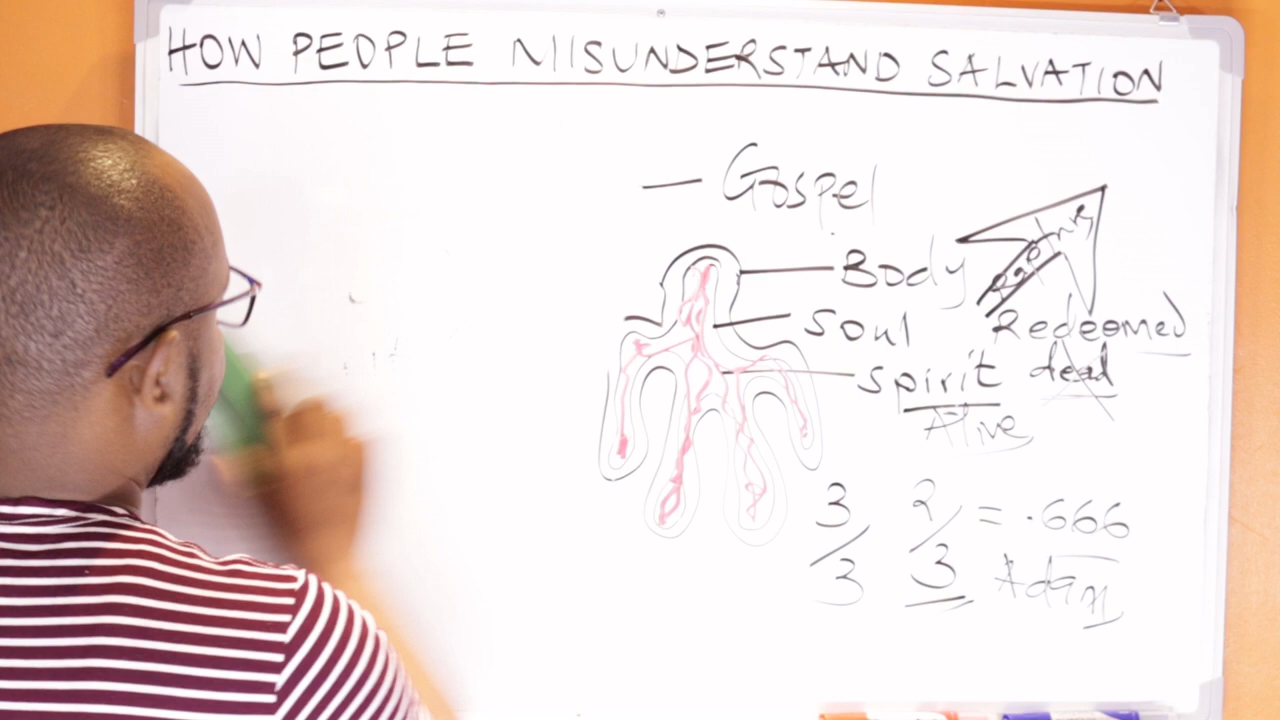 HOW PEOPLE MISUNDERSTAND SALVATION
— Gospel
Body
Soul Redeemed
Spirit dead
Alive
3/3 2/3 = .666
Adam